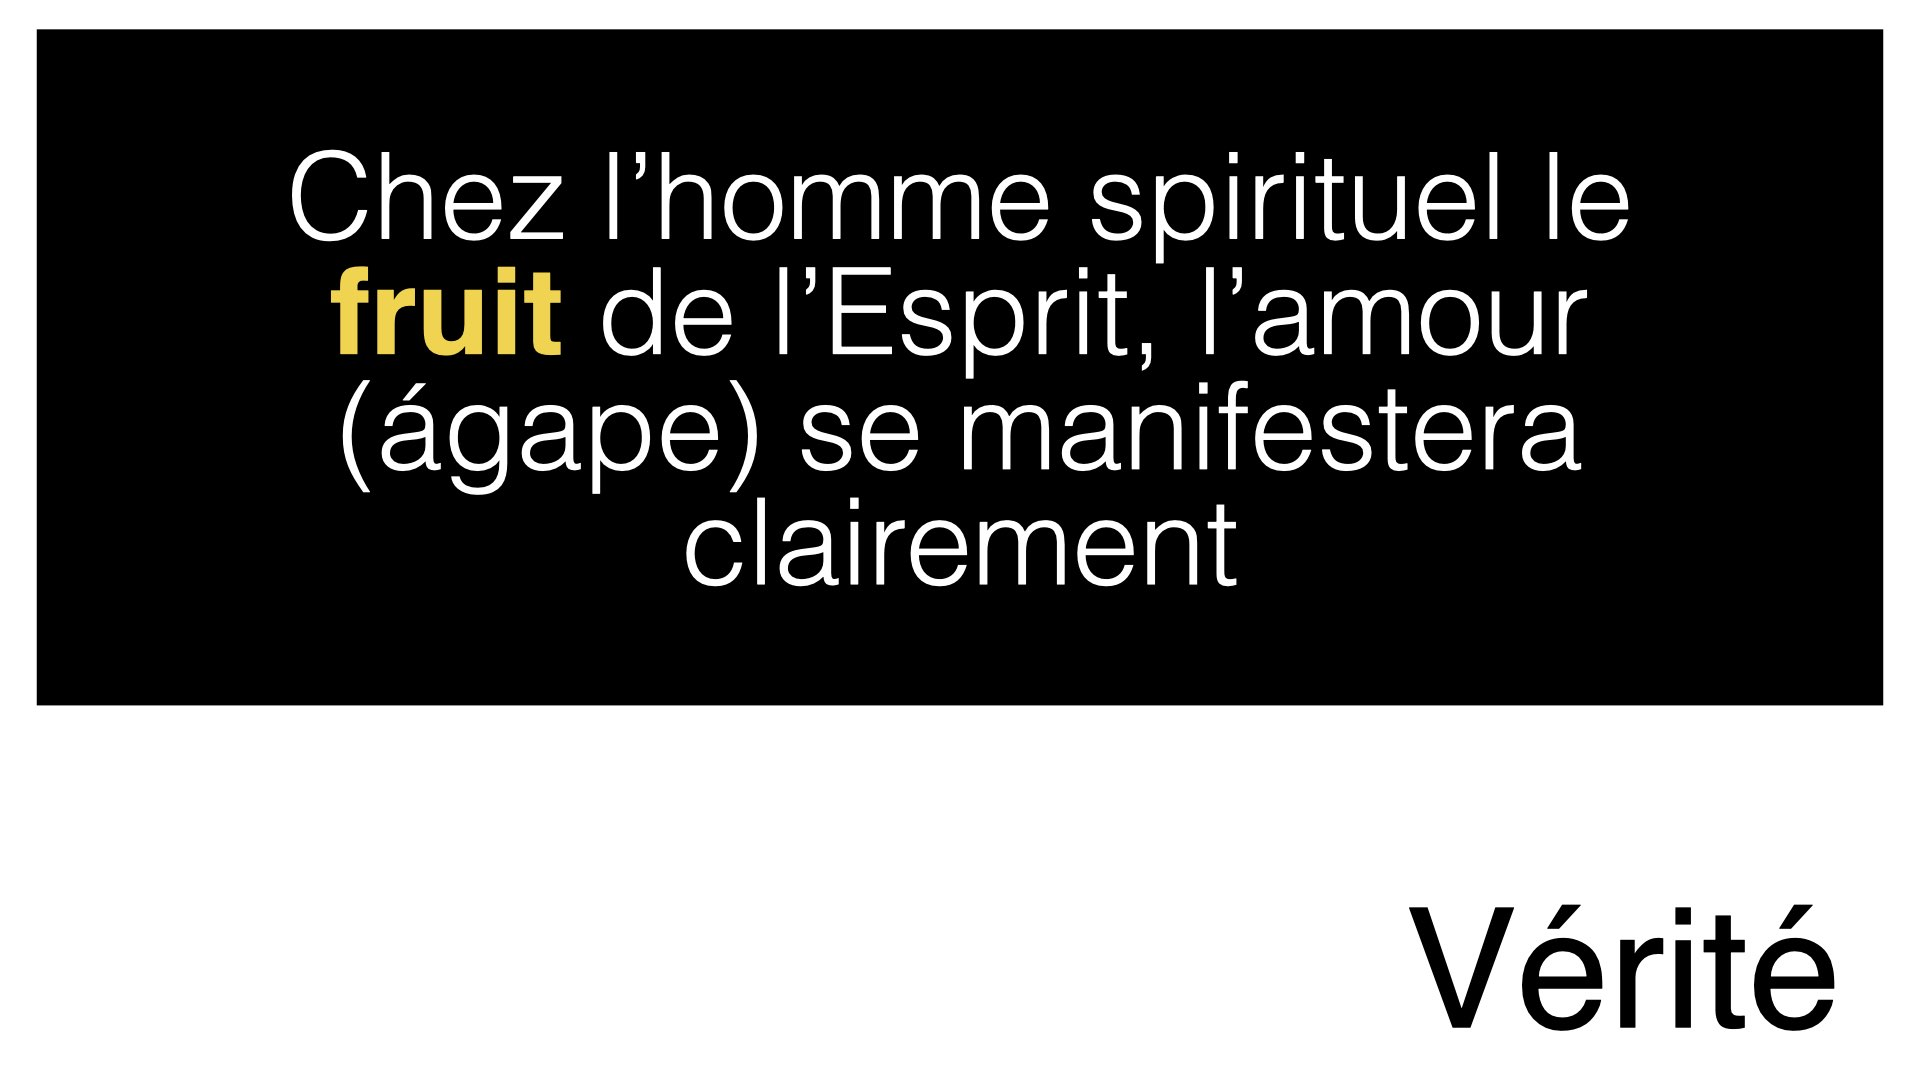 Chez l’homme spirituel le
fruit de l’Esprit, l’amour
(ágape) se manifestera
clairement
Vérité